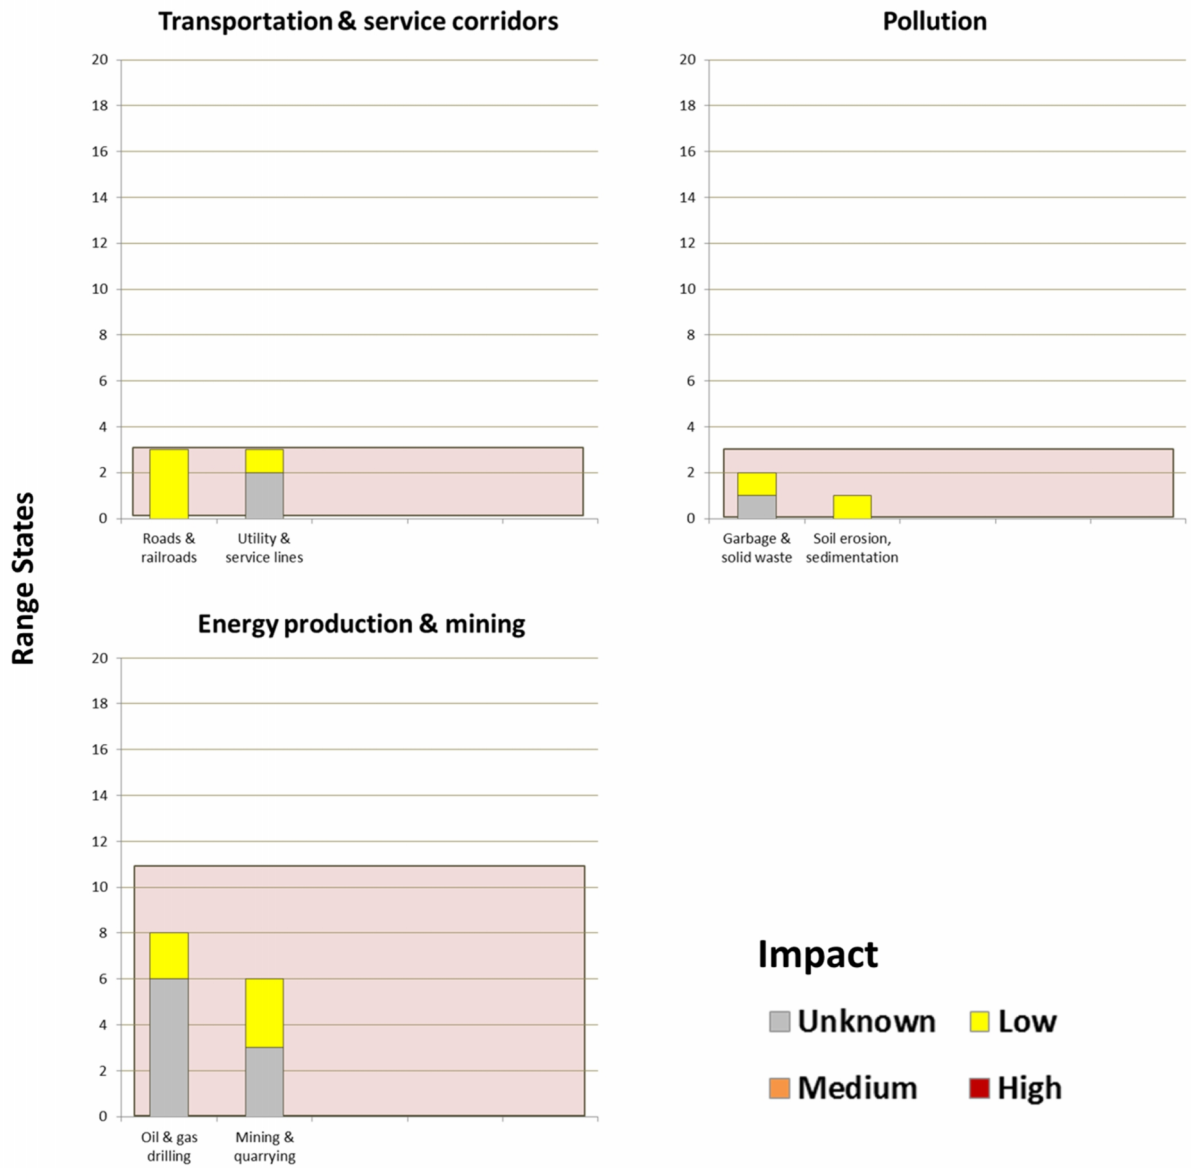 Transportation & service corridors
20
18
16
14
12
10
8
6
4
2
0
Roads &
railroads
Utility &
service lines
Pollution
20
18
16
14
12
10
8
6
4
2
0
Garbage &
solid waste
Soil erosion,
sedimentation
Range States
Energy production & mining
20
18
16
14
12
10
8
6
4
2
0
Oil & gas
drilling
Mining &
quarrying
Impact
Unknown
Low
Medium
High